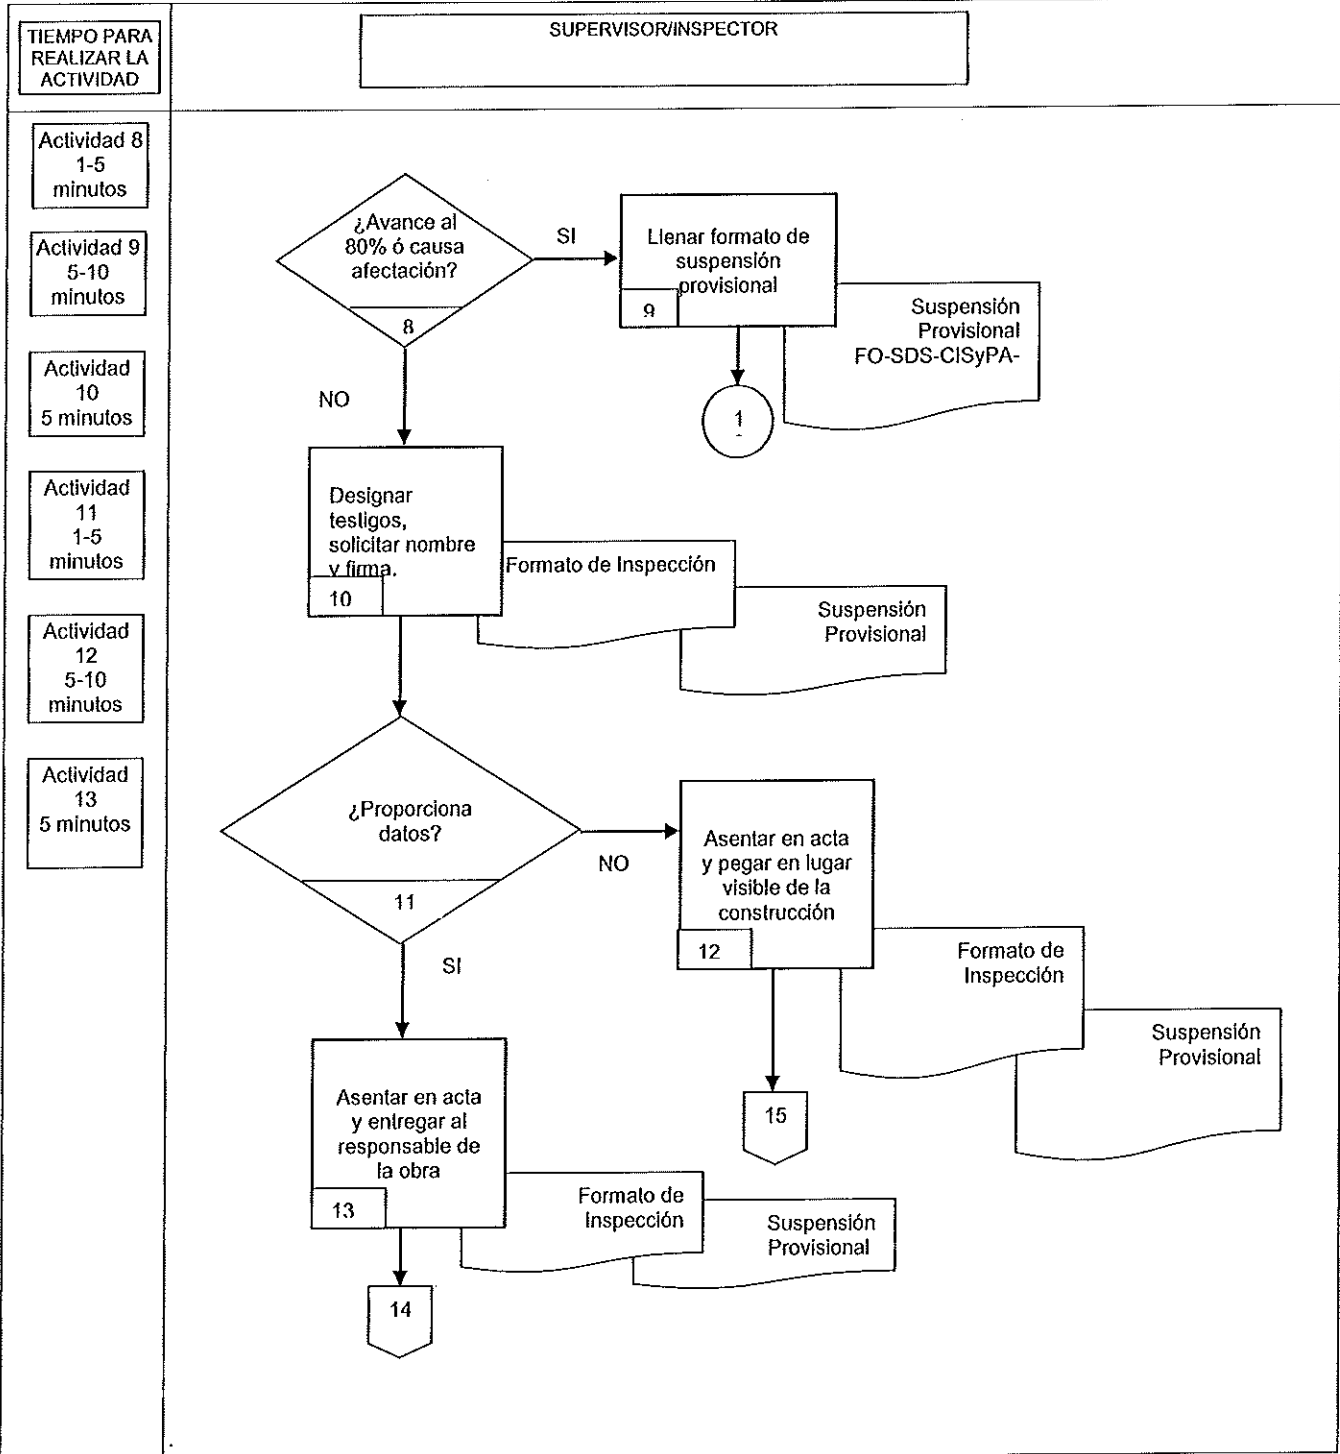 TIEMPO PARA
REALIZAR LA
ACTIVIDAD
SUPERVISOR/INSPECTOR
Actividad 8
1-5
minutos
Actividad 9
5-10
minutos
Actividad
10
5 minutos
Actividad
11
1-5
minutos
Actividad
12
5-10
minutos
Actividad
13
5 minutos
¿Avance al
80% ó causa
afectación?
8
SI
NO
Llenar formato de
suspensión
provisional
9
Suspensión
Provisional
FO-SDS-CISyPA-
1
Designar
testigos,
solicitar nombre
y firma.
10
Formato de Inspección
Suspensión
Provisional
¿Proporciona
datos?
11
NO
SI
Asentar en acta
y pegar en lugar
visible de la
construcción
12
Formato de
Inspección
Suspensión
Provisional
15
Asentar en acta
y entregar al
responsable de
la obra
13
Formato de
Inspección
Suspensión
Provisional
14